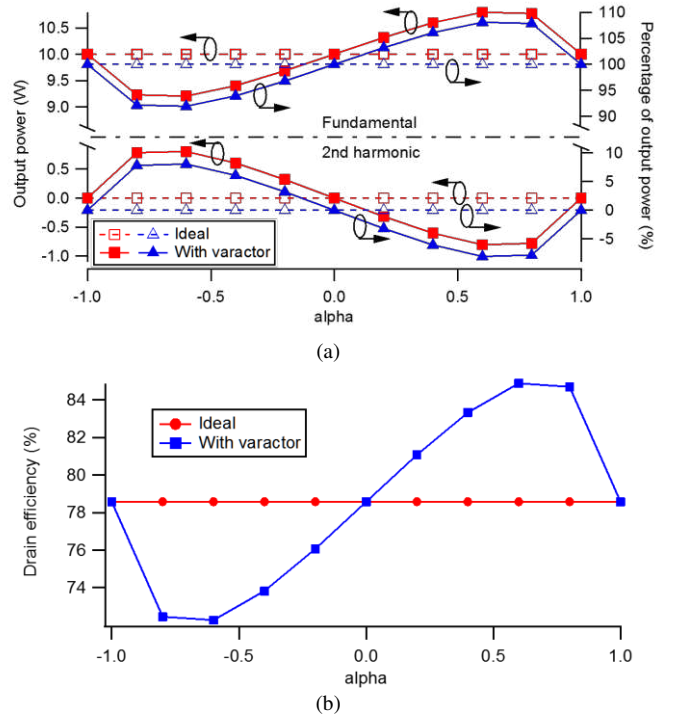 Output power (W)
10.5
10.0
9.5
9.0
0.5
0.0
-0.5
-1.0
Fundamental
2nd harmonic
Ideal
With varactor
110
105
100
95
90
10
5
0
-5
Percentage of output power (%)
-1.0 -0.5 0.0 0.5 1.0
alpha
(a)
Drain efficiency (%)
84
82
80
78
76
74
Ideal
With varactor
-1.0 -0.5 0.0 0.5 1.0
alpha
(b)